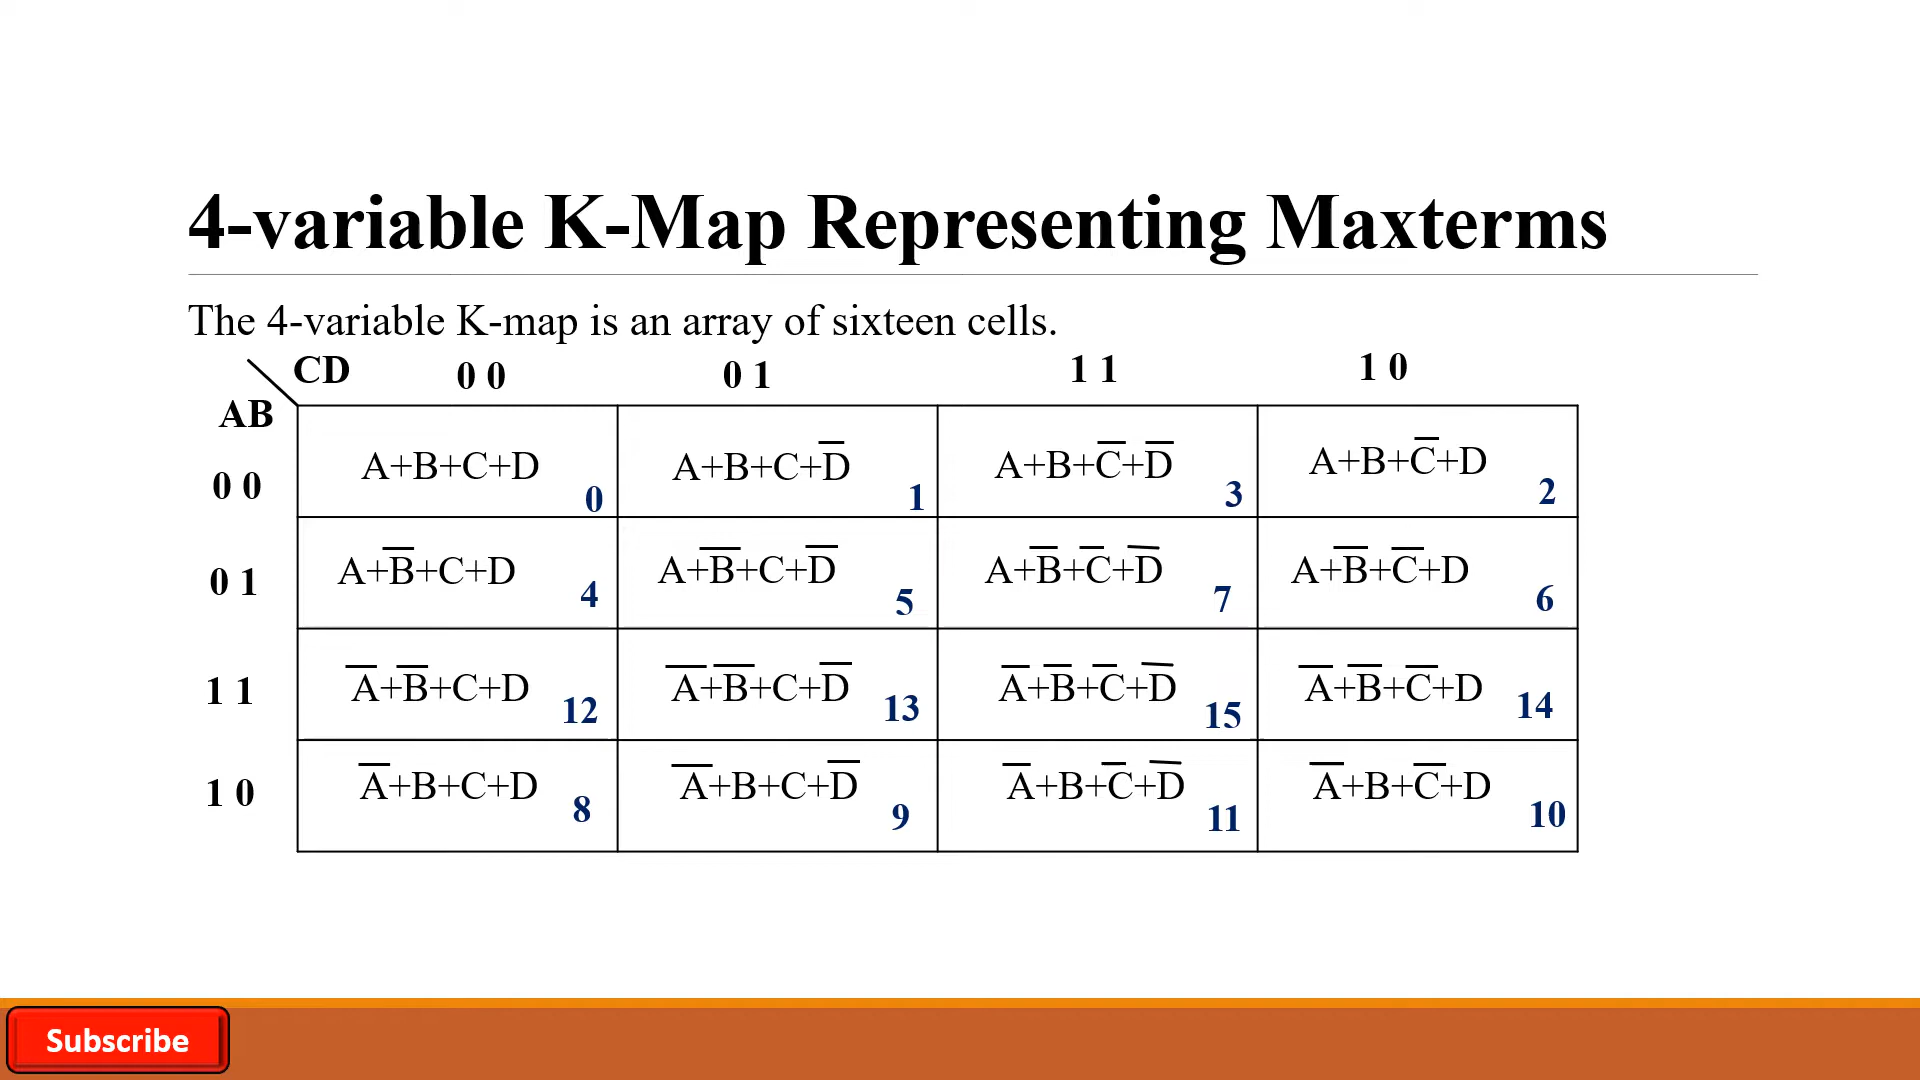 4-variable K-Map Representing Maxterms
The 4-variable K-map is an array of sixteen cells.
CD 0 0 0 1 1 1 1 0
AB
0 0 A+B+C+D 0 A+B+C+D̅ 1 A+B+C̅+D̅ 3 A+B+C̅+D 2
0 1 A+B̅+C+D 4 A+B̅+C+D̅ 5 A+B̅+C̅+D̅ 7 A+B̅+C̅+D 6
1 1 A̅+B̅+C+D 12 A̅+B̅+C+D̅ 13 A̅+B̅+C̅+D̅ 15 A̅+B̅+C̅+D 14
1 0 A̅+B+C+D 8 A̅+B+C+D̅ 9 A̅+B+C̅+D̅ 11 A̅+B+C̅+D 10
Subscribe